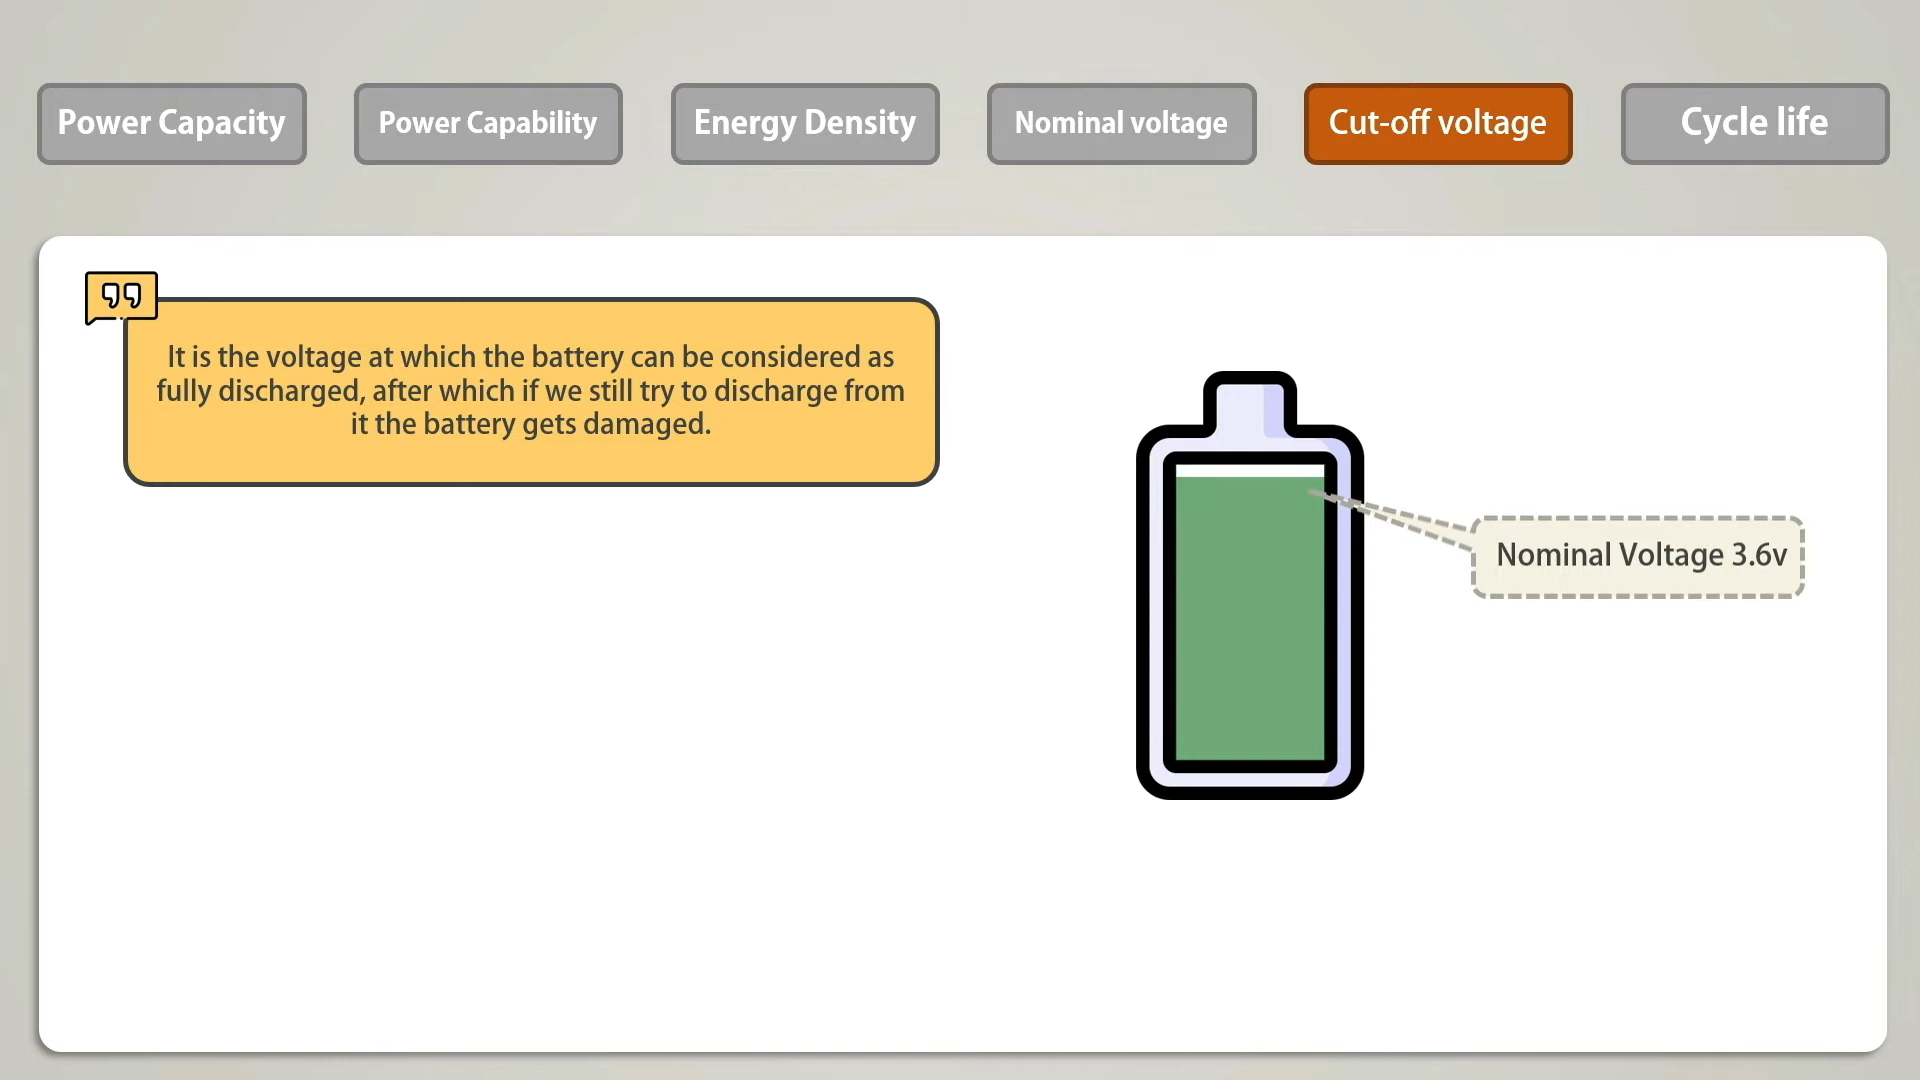 Power Capacity
Power Capability
Energy Density
Nominal voltage
Cut-off voltage
Cycle life
It is the voltage at which the battery can be considered as
fully discharged, after which if we still try to discharge from
it the battery gets damaged.
Nominal Voltage 3.6v